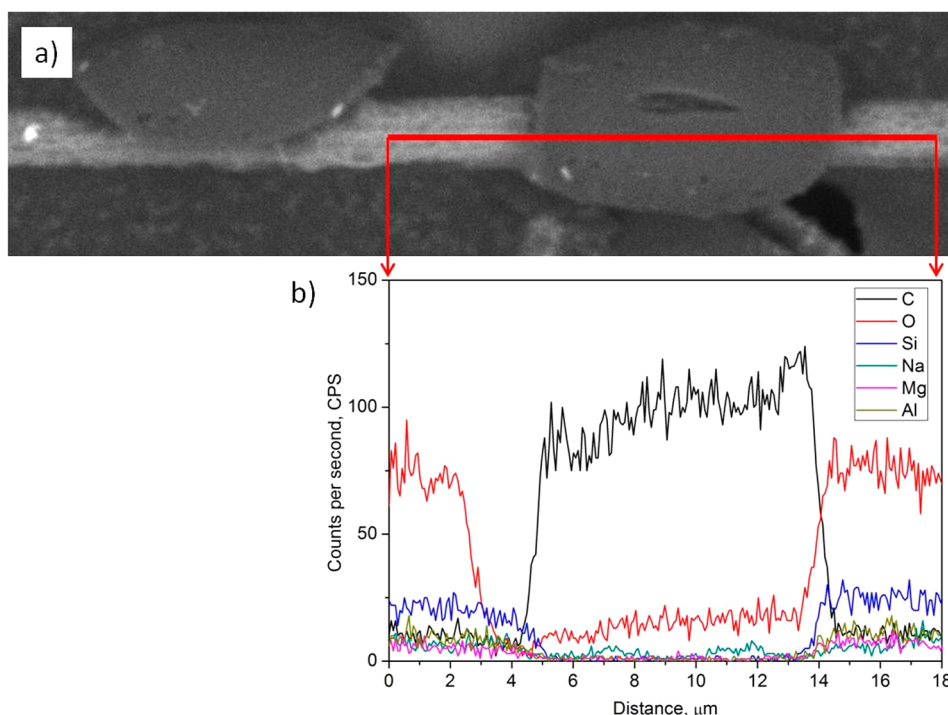 a)
b)
150
100
50
0
Counts per second, CPS
C
O
Si
Na
Mg
Al
0 2 4 6 8 10 12 14 16 18
Distance, μm